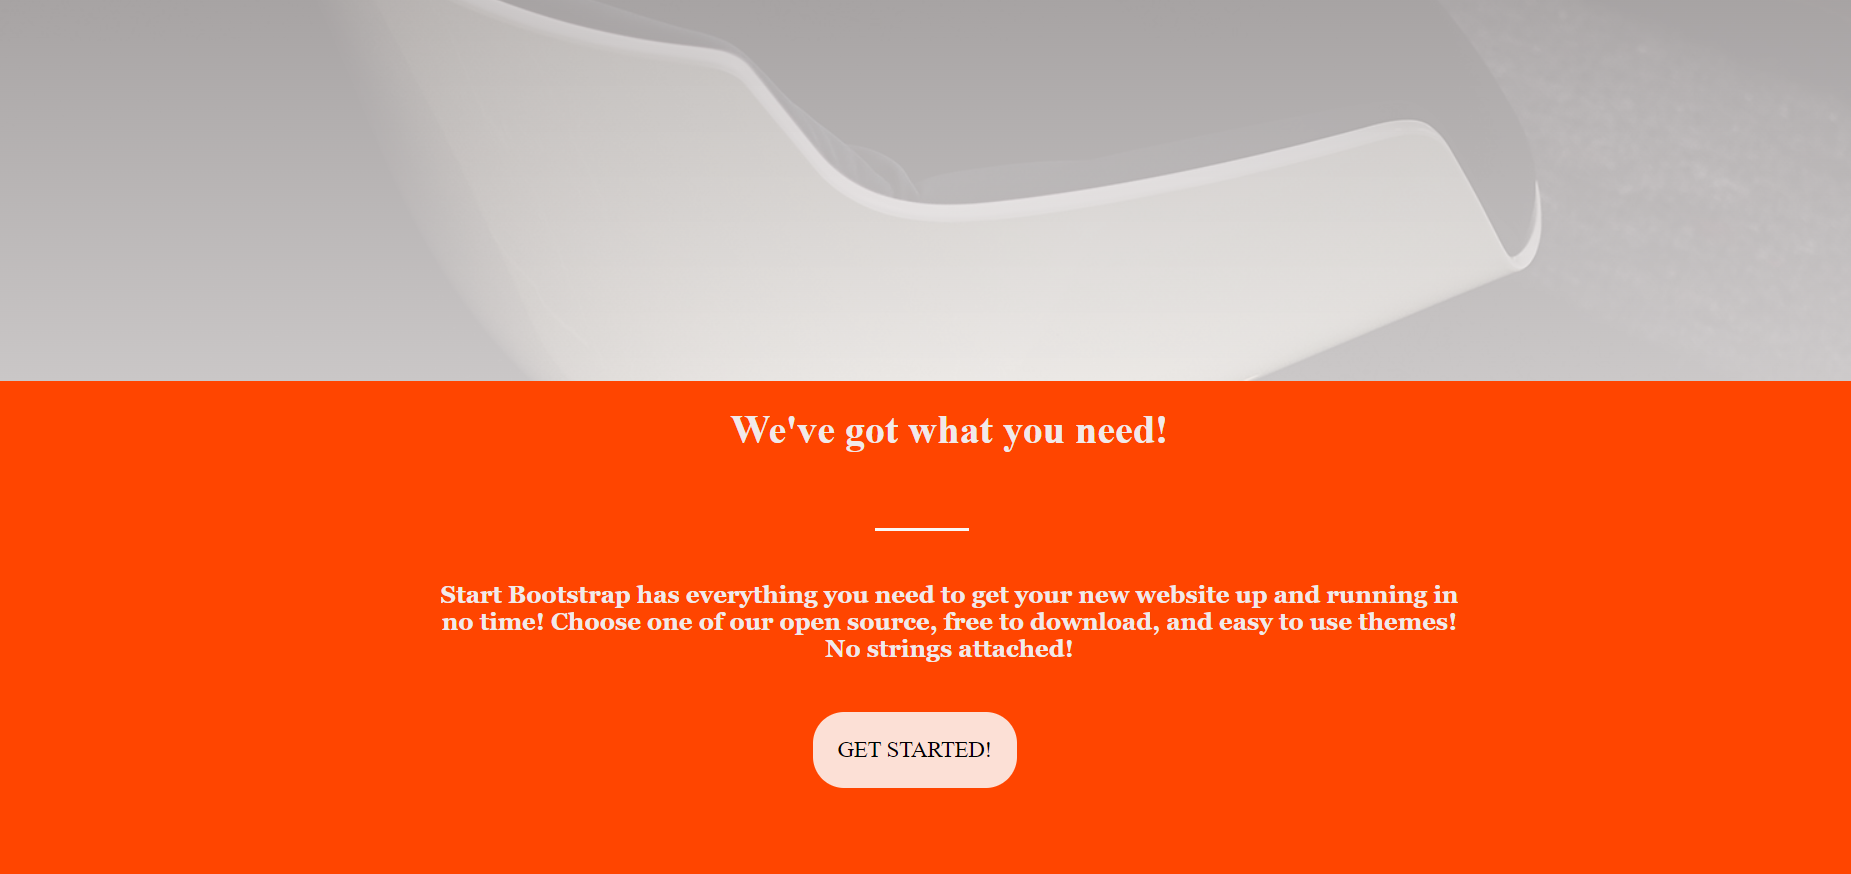 We've got what you need!
Start Bootstrap has everything you need to get your new website up and running in
no time! Choose one of our open source, free to download, and easy to use themes!
No strings attached!
GET STARTED!